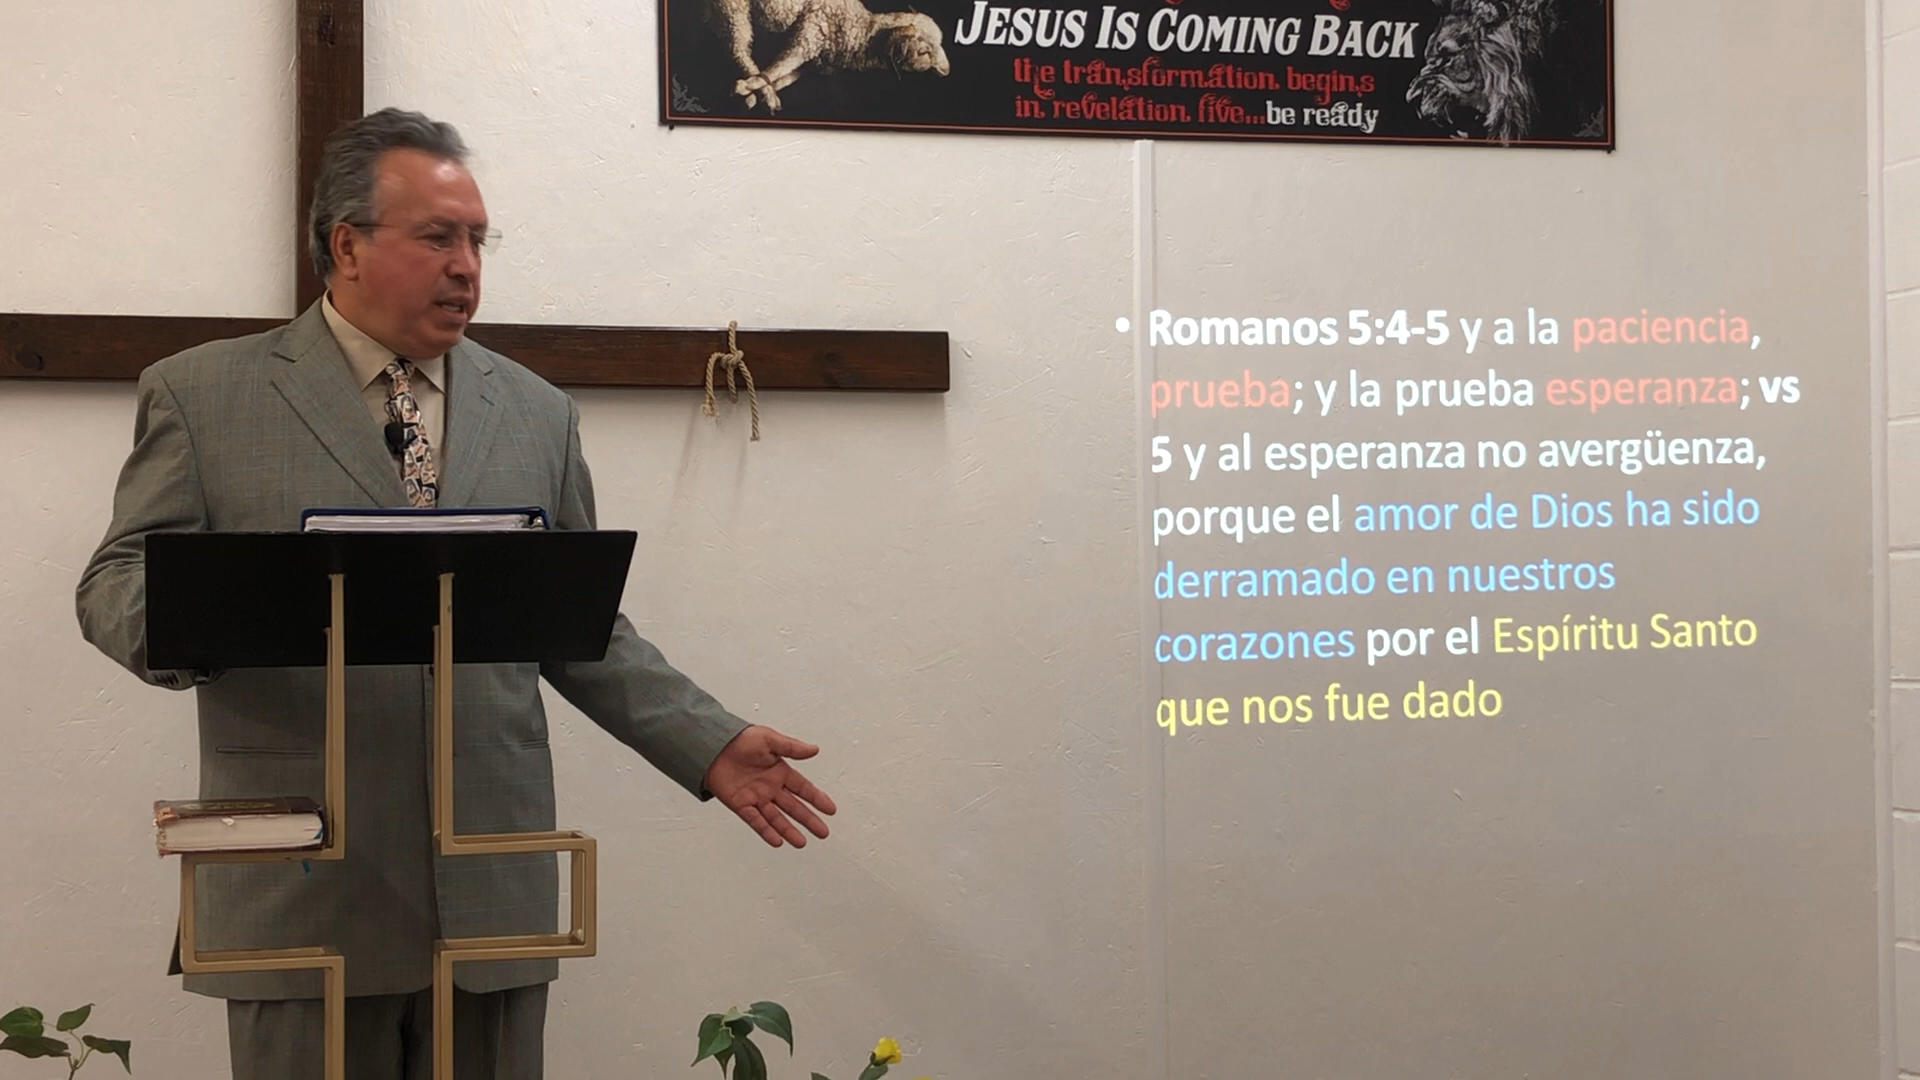 JESUS IS COMING BACK
the transformation begins
in revelation five...be ready
• Romanos 5:4-5 y a la paciencia,
prueba; y la prueba esperanza; vs
5 y al esperanza no avergüenza,
porque el amor de Dios ha sido
derramado en nuestros
corazones por el Espíritu Santo
que nos fue dado